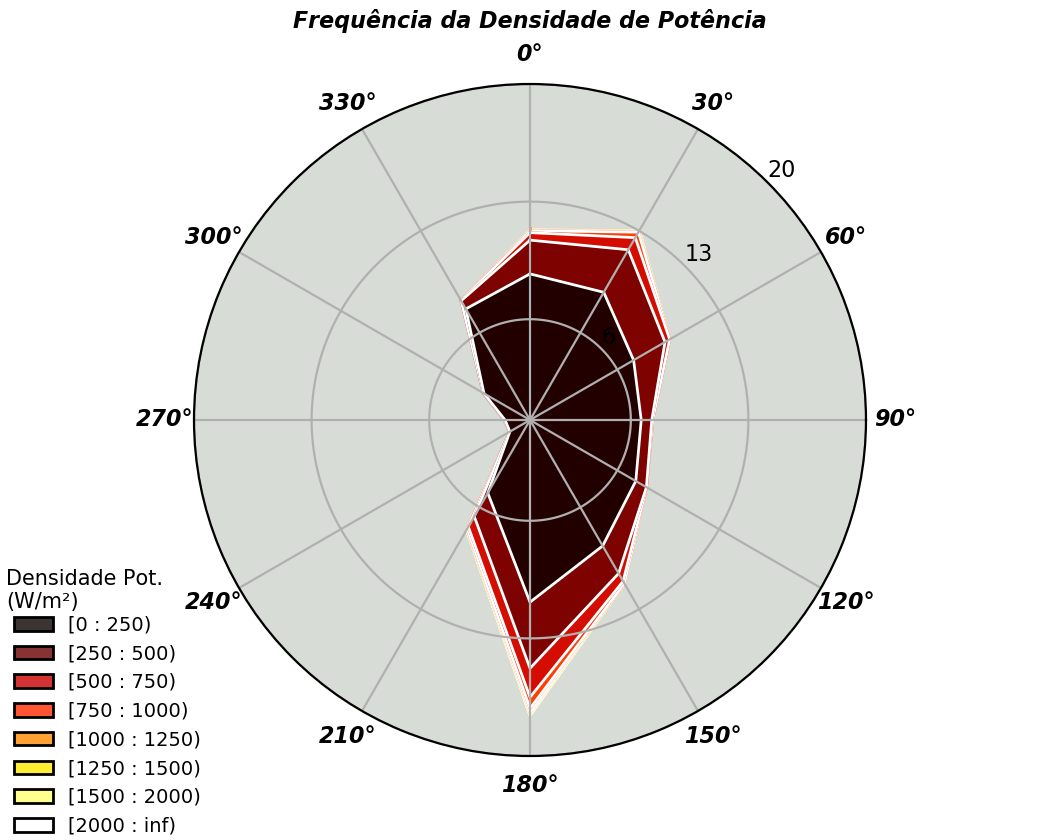 Frequência da Densidade de Potência
0°
330°
30°
20
300°
60°
13
6
270°
90°
Densidade Pot.
(W/m²)
240°
120°
[0 : 250)
[250 : 500)
[500 : 750)
[750 : 1000)
[1000 : 1250)
[1250 : 1500)
[1500 : 2000)
[2000 : inf)
210°
150°
180°